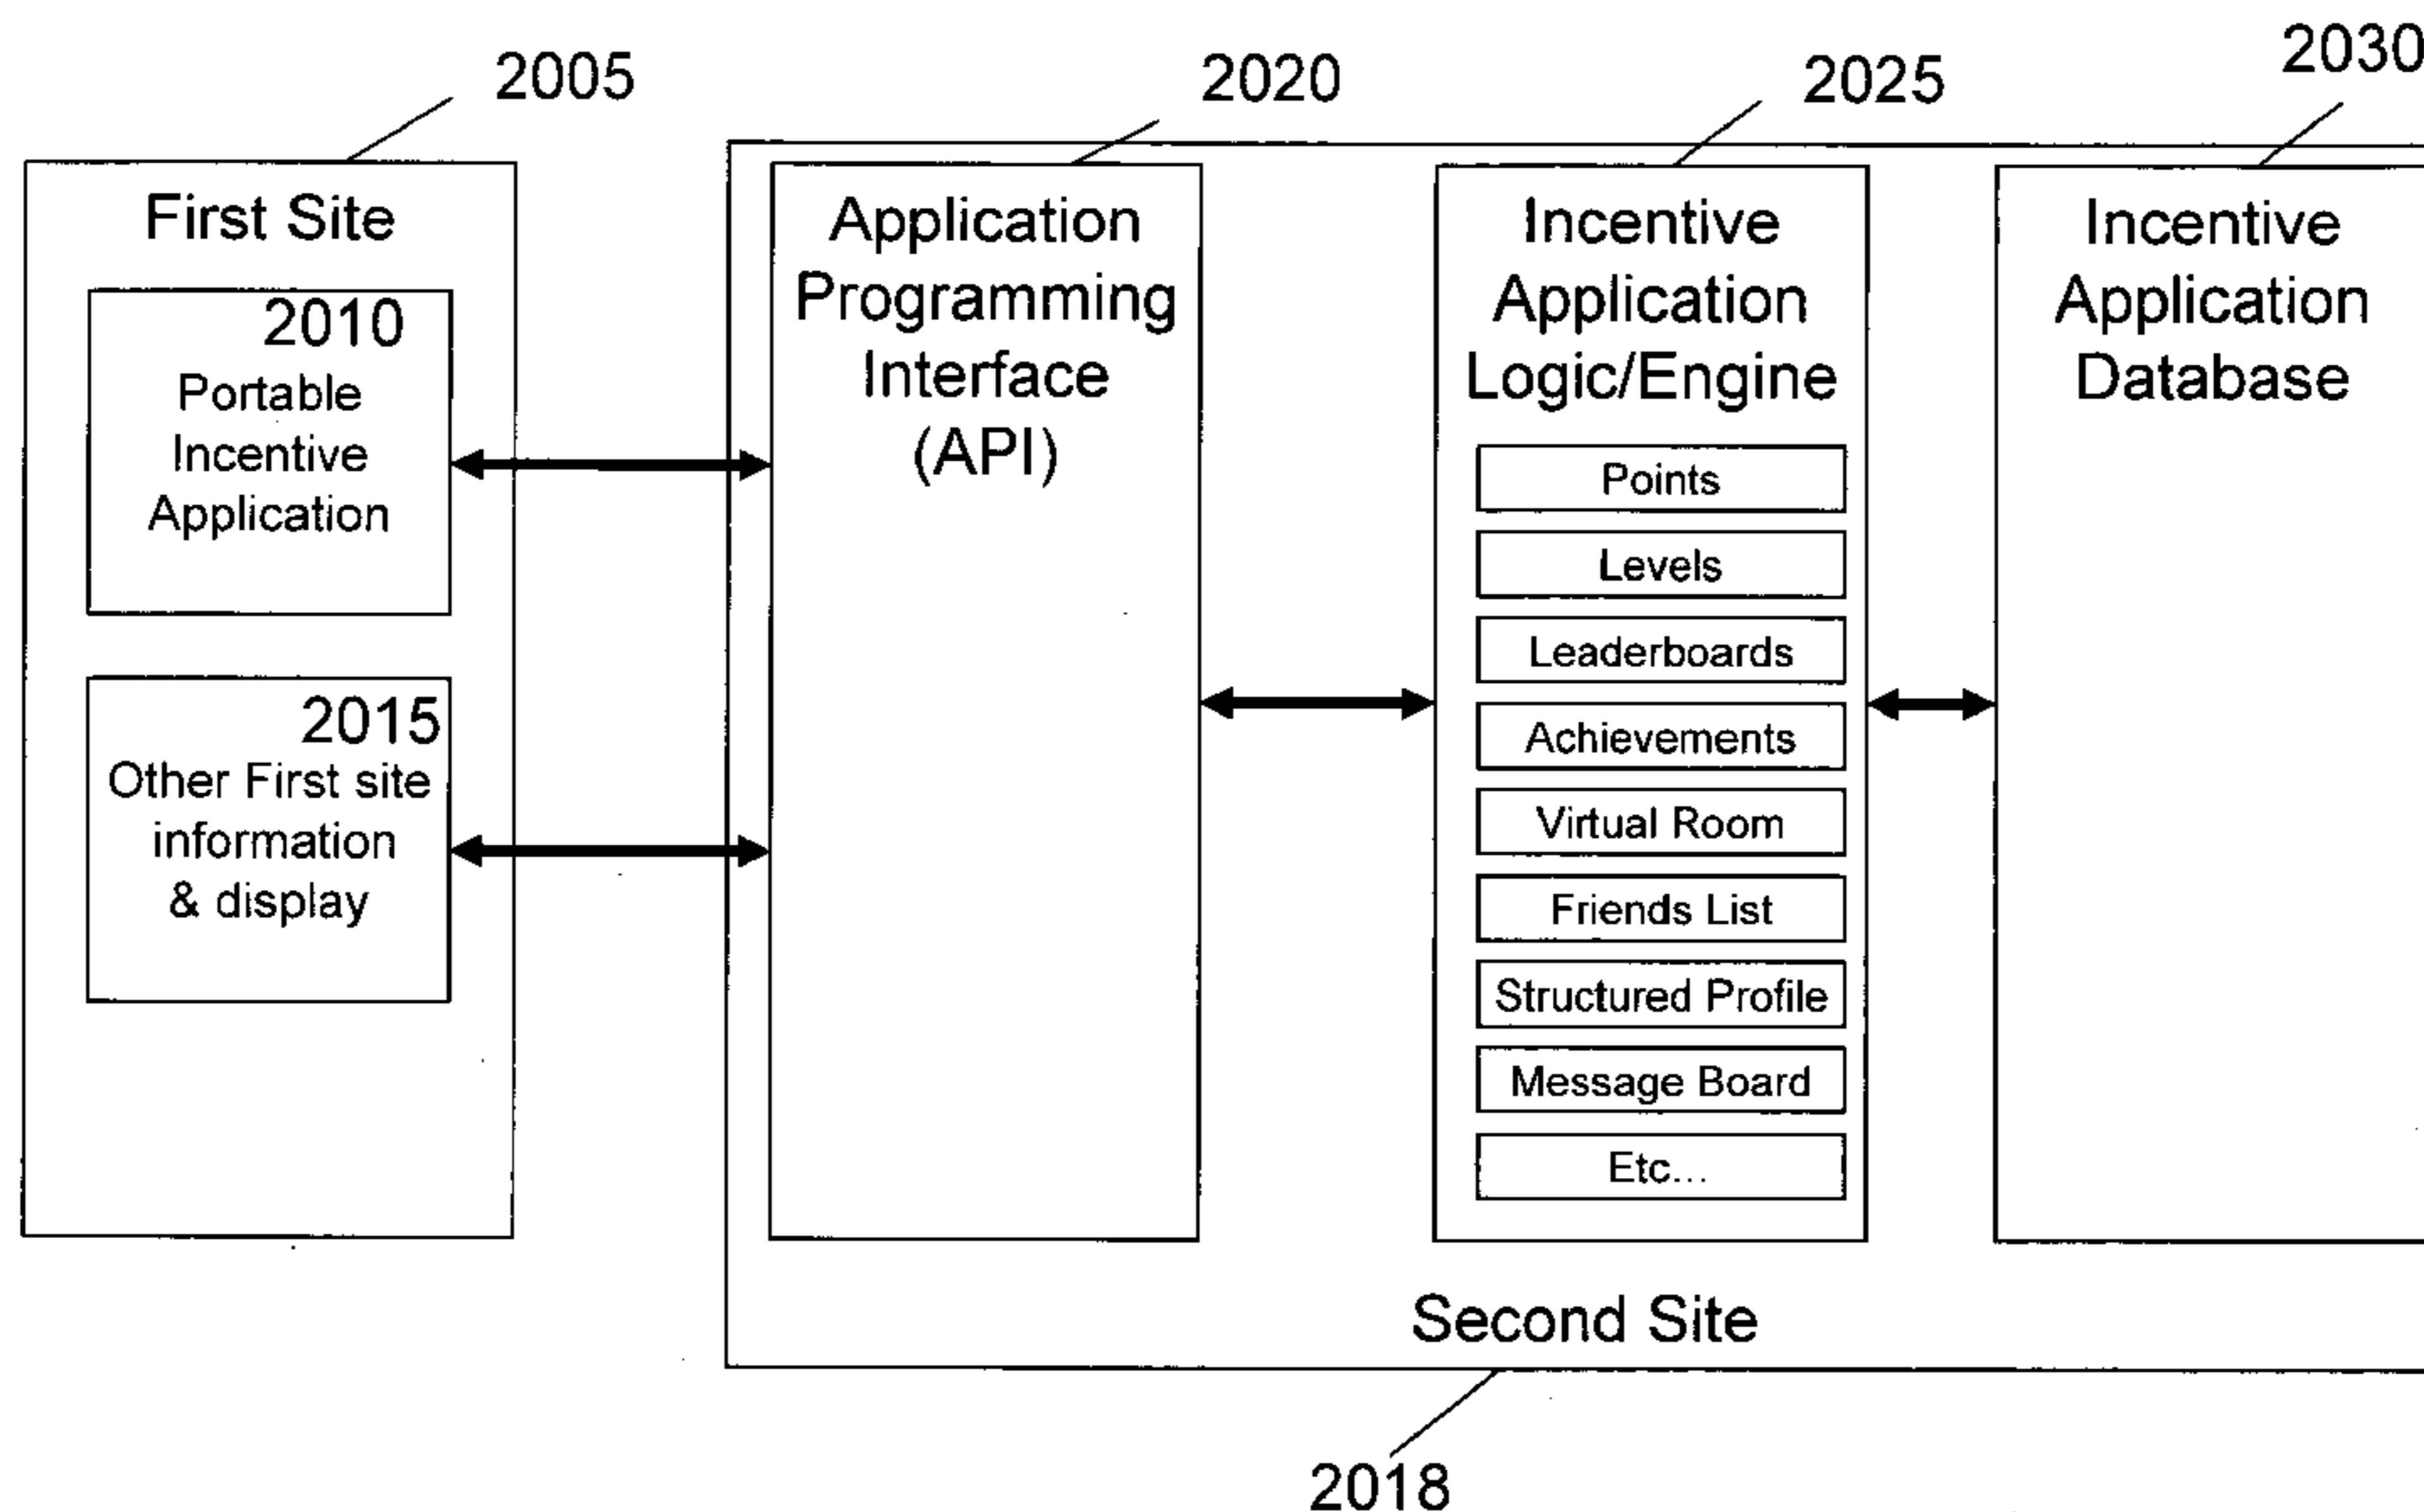 2005
2020
2025
2030
First Site
2010
Portable
Incentive
Application
2015
Other First site
information
& display
Application
Programming
Interface
(API)
Incentive
Application
Logic/Engine
Points
Levels
Leaderboards
Achievements
Virtual Room
Friends List
Structured Profile
Message Board
Etc...
Incentive
Application
Database
Second Site
2018